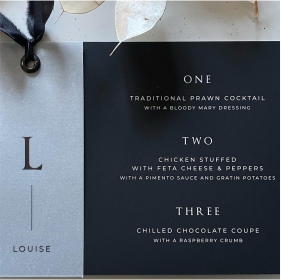 L
LOUISE
ONE
TRADITIONAL PRAWN COCKTAIL
WITH A BLOODY MARY DRESSING
TWO
CHICKEN STUFFED
WITH FETA CHEESE & PEPPERS
WITH A PIMENTO SAUCE AND GRATIN POTATOES
THREE
CHILLED CHOCOLATE COUPE
WITH A RASPBERRY CRUMB